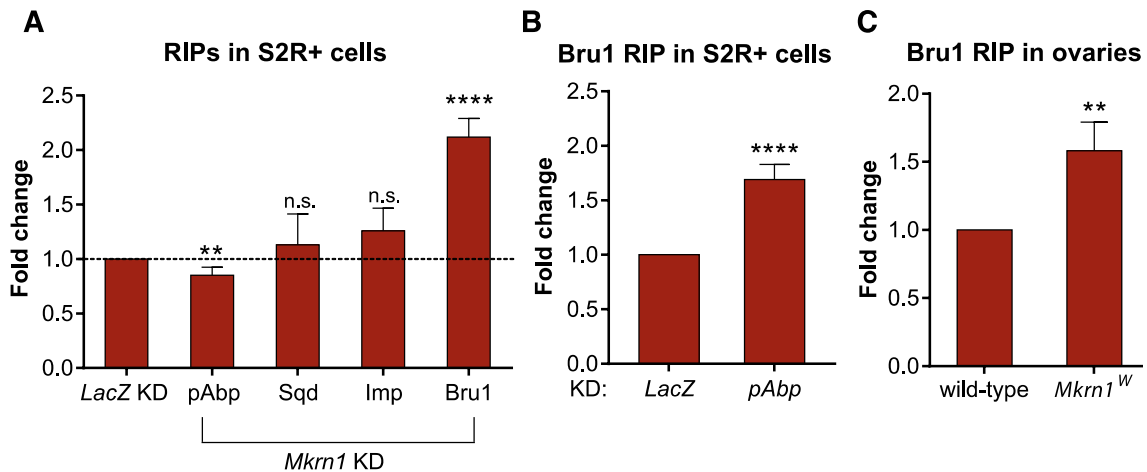 A
RIPs in S2R+ cells
Fold change
2.5
2.0
1.5
1.0
0.5
0.0
**
n.s.
n.s.
****
LacZ KD
pAbp
Sqd
Imp
Bru1
Mkrn1 KD
B
Bru1 RIP in S2R+ cells
Fold change
2.5
2.0
1.5
1.0
0.5
0.0
****
KD:
LacZ
pAbp
C
Bru1 RIP in ovaries
Fold change
2.0
1.5
1.0
0.5
0.0
**
wild-type
Mkrn1 W